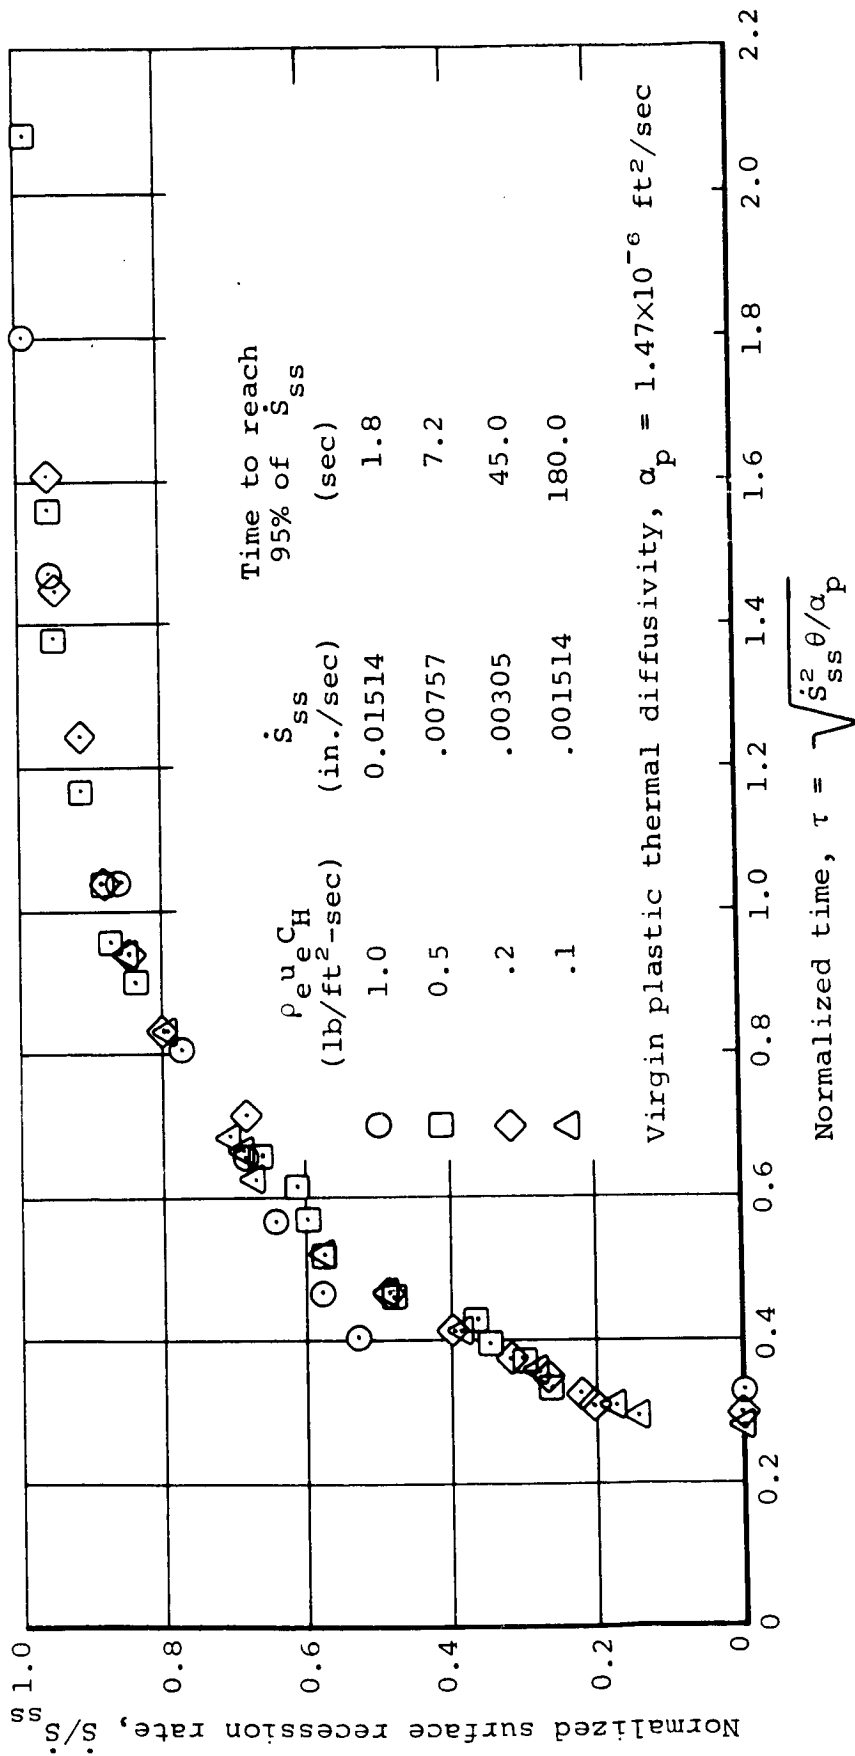 Normalized surface recession rate, Ṡ/Ṡss
1.0
0.8
0.6
0.4
0.2
0
ρeueCH
(lb/ft²-sec)
Ṡss
(in./sec)
Time to reach
95% of Ṡss
(sec)
1.0 0.01514 1.8
0.5 .00757 7.2
.2 .00305 45.0
.1 .001514 180.0
Virgin plastic thermal diffusivity, αp = 1.47x10⁻⁶ ft²/sec
0 0.2 0.4 0.6 0.8 1.0 1.2 1.4 1.6 1.8 2.0 2.2
Normalized time, τ = √ṡ²ss θ/αp